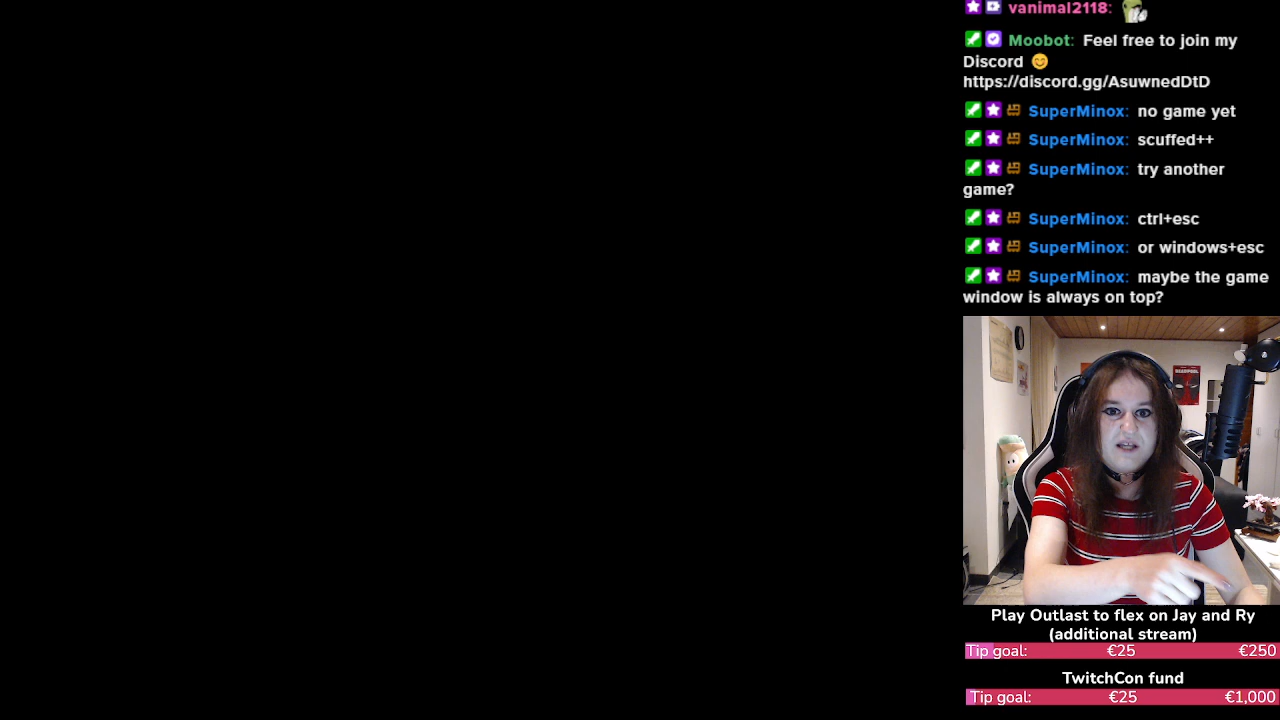 vanimal2118:
Moobot: Feel free to join my
Discord 😊
https://discord.gg/AsuwnedDtD
SuperMinox: no game yet
SuperMinox: scuffed++
SuperMinox: try another
game?
SuperMinox: ctrl+esc
SuperMinox: or windows+esc
SuperMinox: maybe the game
window is always on top?
DEADPOOL
Play Outlast to flex on Jay and Ry
(additional stream)
Tip goal: €25 €250
TwitchCon fund
Tip goal: €25 €1,000